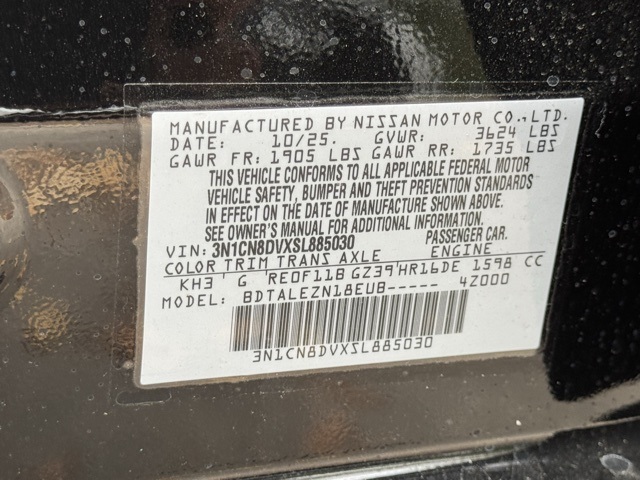 MANUFACTURED BY NISSAN MOTOR CO., LTD.
DATE: 10/25. GVWR: 3624 LBS
GAWR FR: 1905 LBS GAWR RR: 1735 LBS
THIS VEHICLE CONFORMS TO ALL APPLICABLE FEDERAL MOTOR
VEHICLE SAFETY, BUMPER AND THEFT PREVENTION STANDARDS
IN EFFECT ON THE DATE OF MANUFACTURE SHOWN ABOVE.
SEE OWNER'S MANUAL FOR ADDITIONAL INFORMATION.
VIN: 3N1CN8DVXSL885030 PASSENGER CAR.
COLOR TRIM TRANS AXLE ENGINE
KH3 G RE0F11B GZ39 HR16DE 1598 CC
MODEL: BDTALEZN18EUB----- 4Z000
3N1CN8DVXSL885030